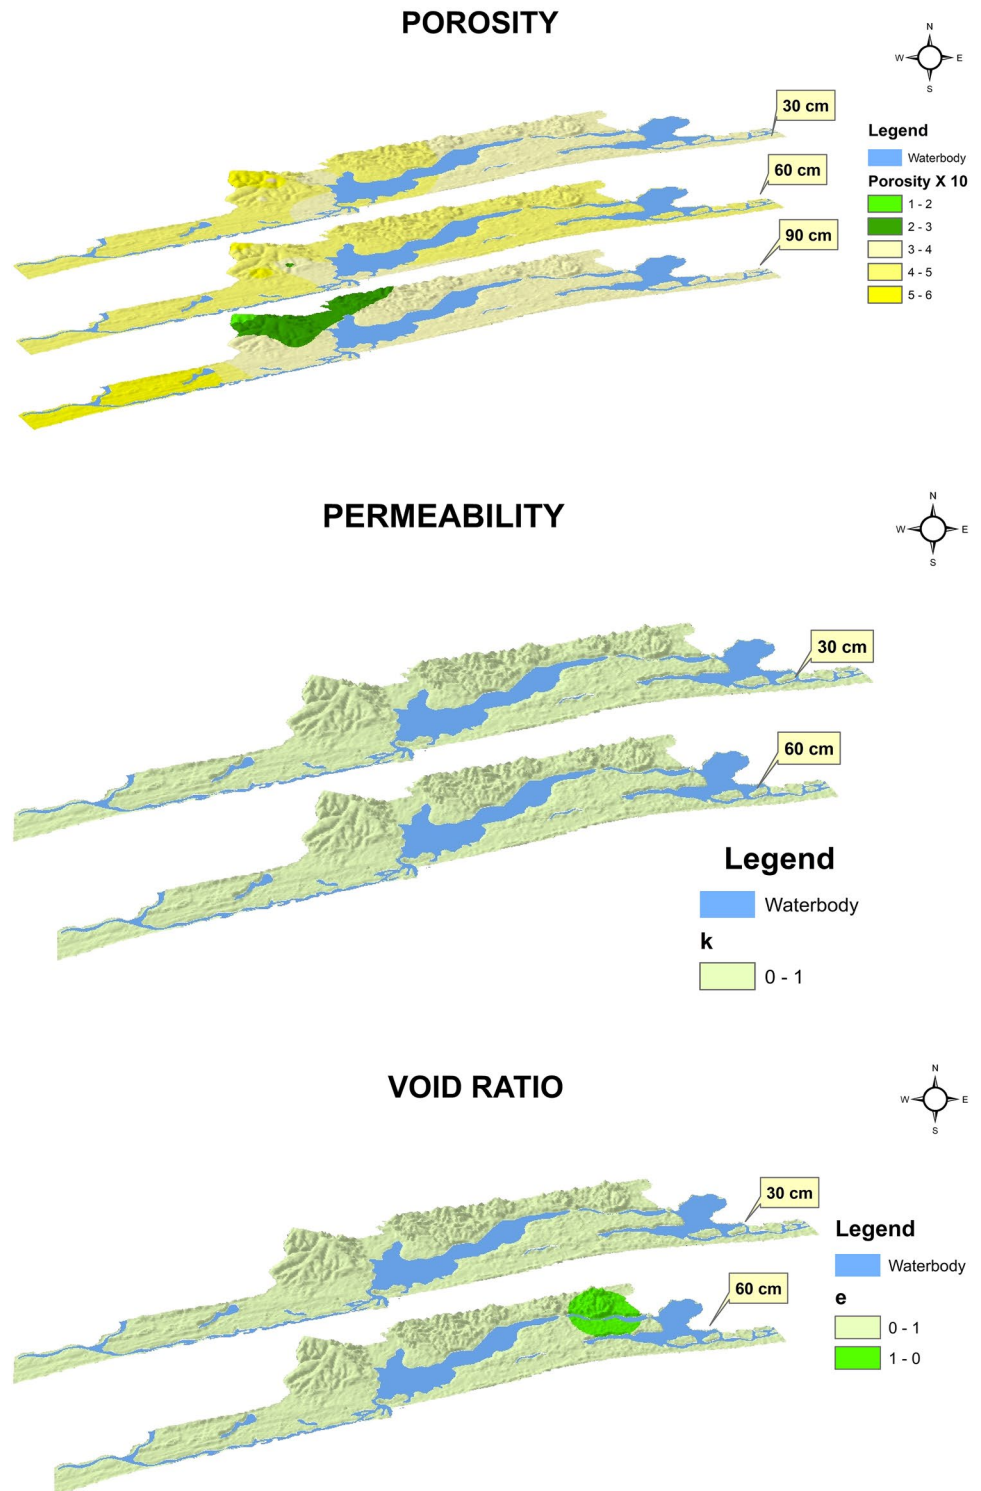 POROSITY
N
W E
S
30 cm
60 cm
90 cm
Legend
Waterbody
Porosity X 10
1 - 2
2 - 3
3 - 4
4 - 5
5 - 6
PERMEABILITY
N
W E
S
30 cm
60 cm
Legend
Waterbody
k
0 - 1
VOID RATIO
N
W E
S
30 cm
60 cm
Legend
Waterbody
e
0 - 1
1 - 0